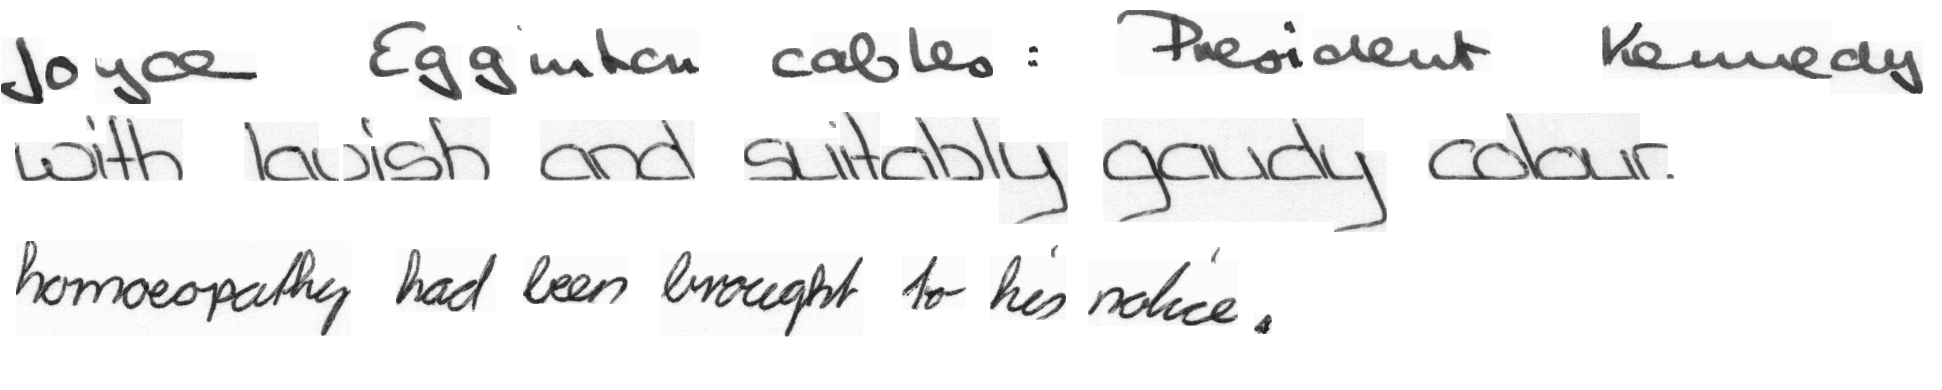 Joyce Egginton cables: President Kennedy
with lavish and suitably gaudy colour.
homoeopathy had been brought to his notice.